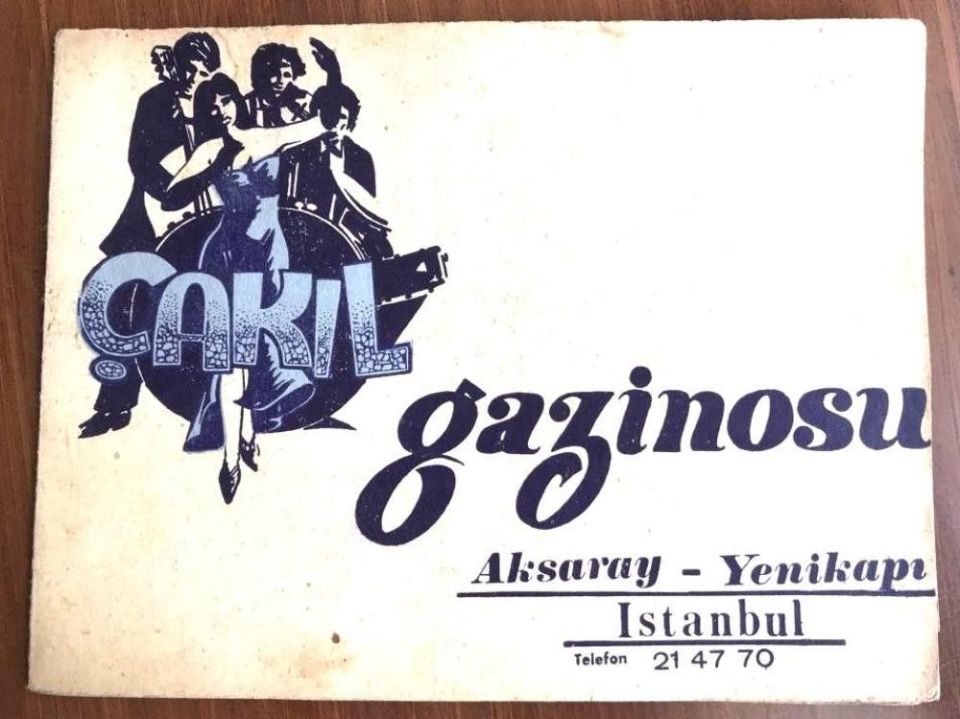 ÇAKIL
gazinosu
Aksaray - Yenikapı
Istanbul
Telefon 21 47 70